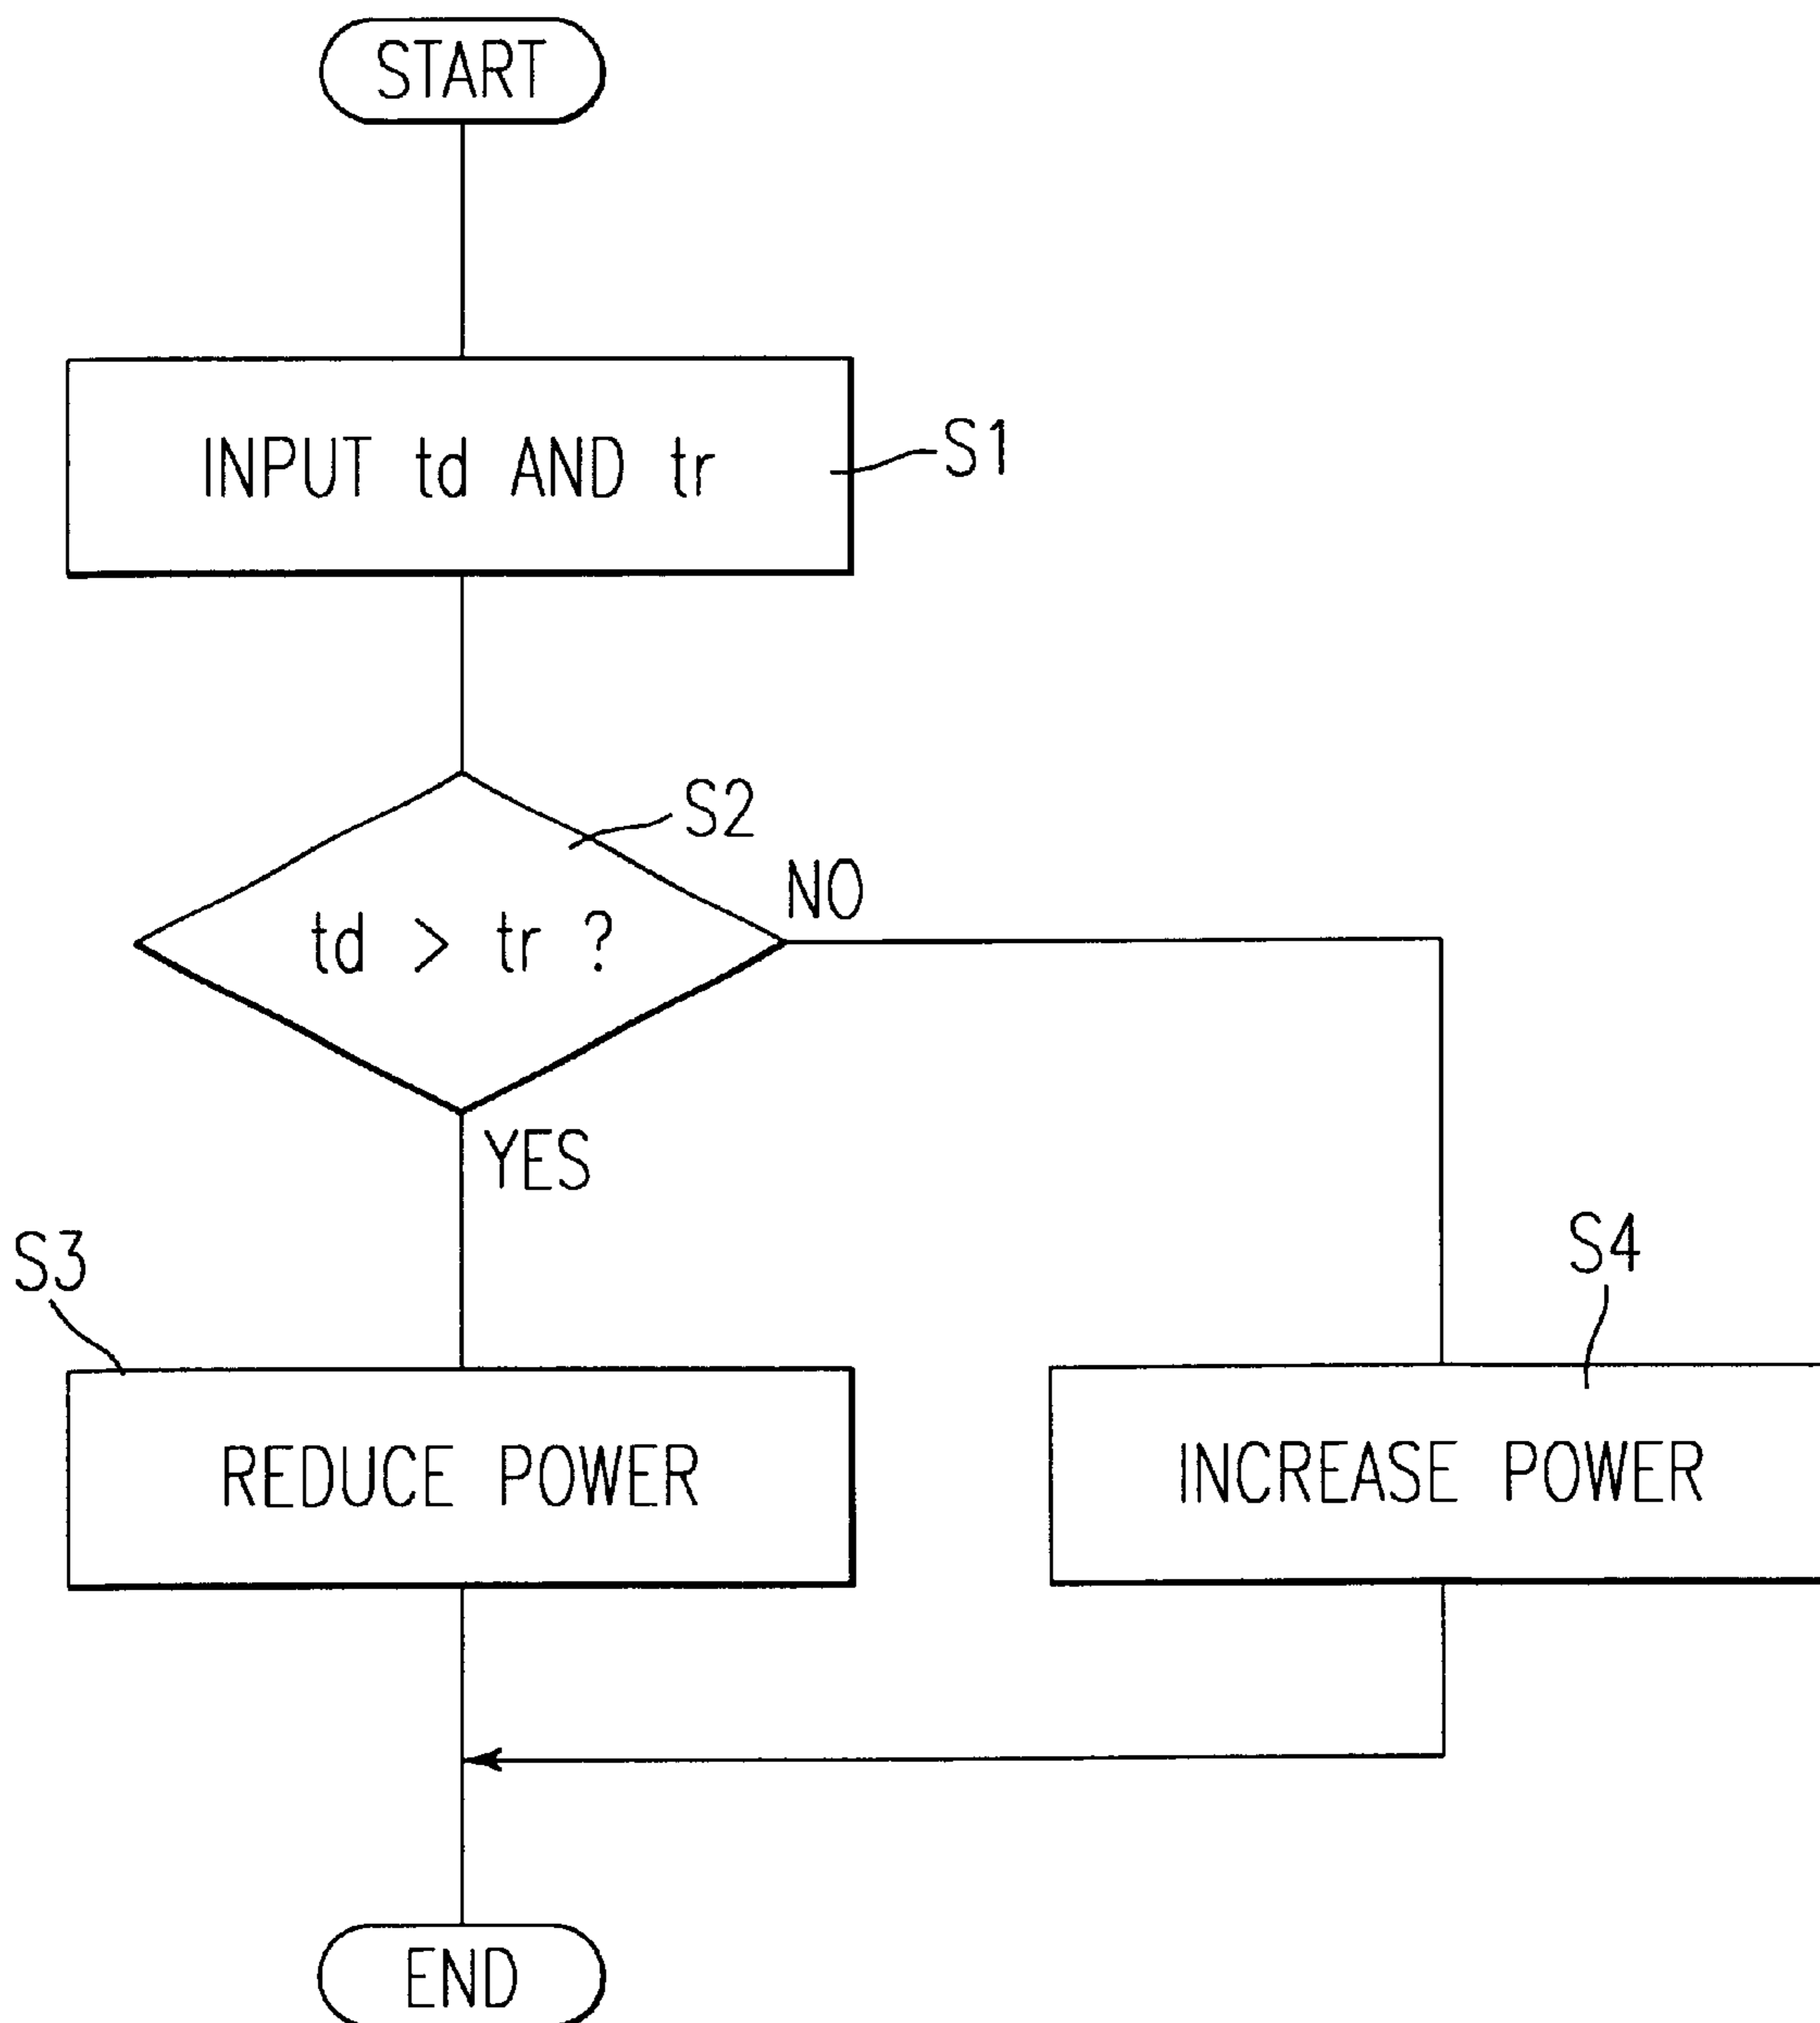 START
INPUT td AND tr
S1
S2
NO
td > tr ?
YES
S3
S4
REDUCE POWER
INCREASE POWER
END